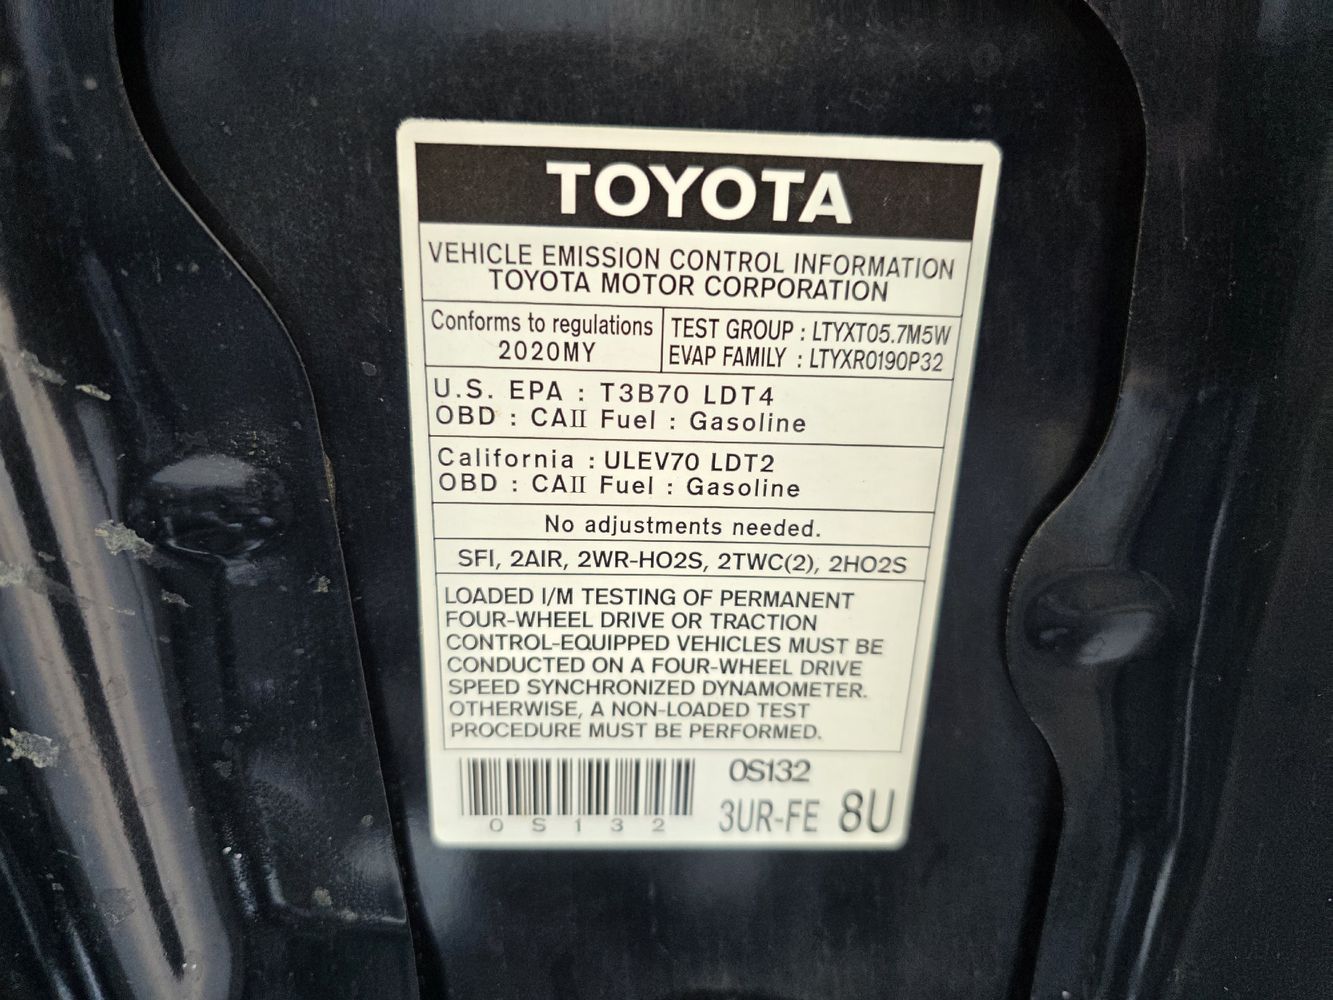 TOYOTA
VEHICLE EMISSION CONTROL INFORMATION
TOYOTA MOTOR CORPORATION
Conforms to regulations
2020MY
TEST GROUP : LTYXT05.7M5W
EVAP FAMILY : LTYXR0190P32
U.S. EPA : T3B70 LDT4
OBD : CAII Fuel : Gasoline
California : ULEV70 LDT2
OBD : CAII Fuel : Gasoline
No adjustments needed.
SFI, 2AIR, 2WR-HO2S, 2TWC(2), 2HO2S
LOADED I/M TESTING OF PERMANENT
FOUR-WHEEL DRIVE OR TRACTION
CONTROL-EQUIPPED VEHICLES MUST BE
CONDUCTED ON A FOUR-WHEEL DRIVE
SPEED SYNCHRONIZED DYNAMOMETER.
OTHERWISE, A NON-LOADED TEST
PROCEDURE MUST BE PERFORMED.
0S132
0S132
3UR-FE 8U